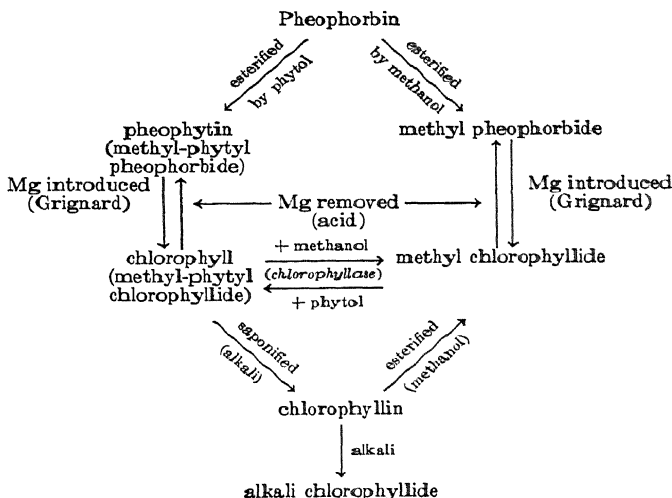 Pheophorbin
esterified
by phytol
esterified
by methanol
pheophytin
(methyl-phytyl
pheophorbide)
methyl pheophorbide
Mg introduced
(Grignard)
Mg removed
(acid)
Mg introduced
(Grignard)
chlorophyll
(methyl-phytyl
chlorophyllide)
+ methanol
(chlorophyllase)
+ phytol
methyl chlorophyllide
saponified
(alkali)
esterified
(methanol)
chlorophyllin
alkali
alkali chlorophyllide